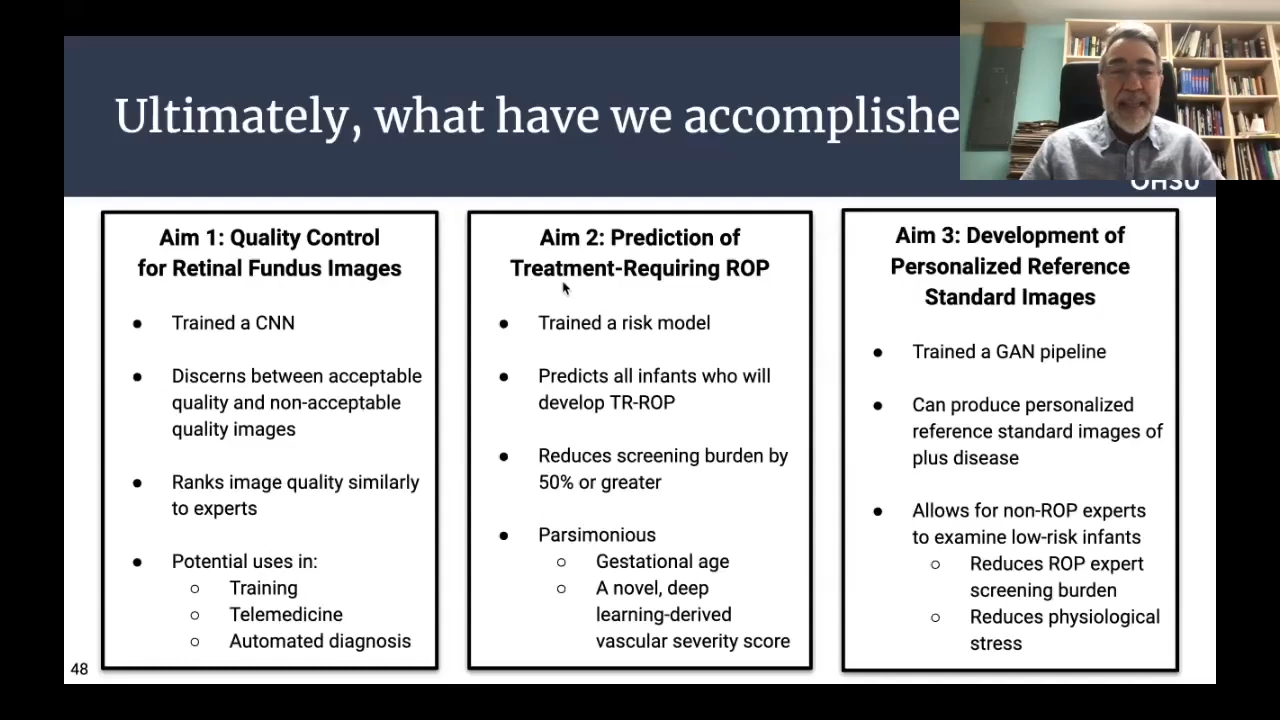 Ultimately, what have we accomplishe
OHSU
Aim 1: Quality Control
for Retinal Fundus Images
● Trained a CNN
● Discerns between acceptable
quality and non-acceptable
quality images
● Ranks image quality similarly
to experts
● Potential uses in:
○ Training
○ Telemedicine
○ Automated diagnosis
Aim 2: Prediction of
Treatment-Requiring ROP
● Trained a risk model
● Predicts all infants who will
develop TR-ROP
● Reduces screening burden by
50% or greater
● Parsimonious
○ Gestational age
○ A novel, deep
learning-derived
vascular severity score
Aim 3: Development of
Personalized Reference
Standard Images
● Trained a GAN pipeline
● Can produce personalized
reference standard images of
plus disease
● Allows for non-ROP experts
to examine low-risk infants
○ Reduces ROP expert
screening burden
○ Reduces physiological
stress
48